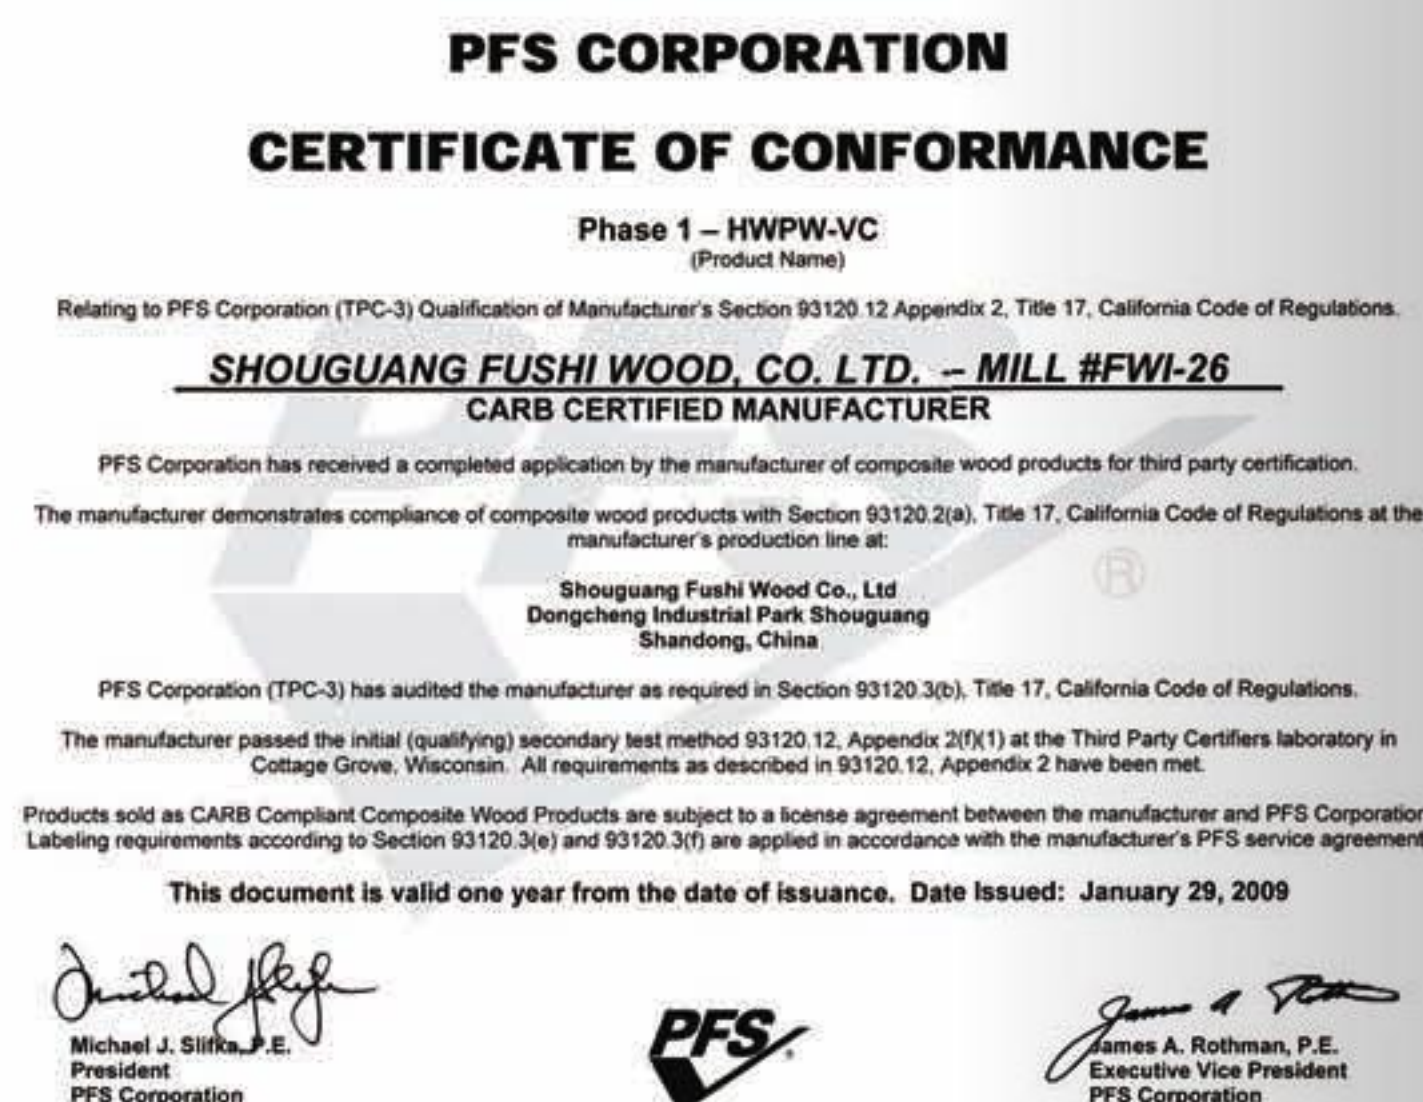 PFS CORPORATION
CERTIFICATE OF CONFORMANCE
Phase 1 – HWPW-VC
(Product Name)
Relating to PFS Corporation (TPC-3) Qualification of Manufacturer's Section 93120.12 Appendix 2, Title 17, California Code of Regulations.
SHOUGUANG FUSHI WOOD, CO. LTD. – MILL #FWI-26
CARB CERTIFIED MANUFACTURER
PFS Corporation has received a completed application by the manufacturer of composite wood products for third party certification.
The manufacturer demonstrates compliance of composite wood products with Section 93120.2(a), Title 17, California Code of Regulations at the
manufacturer's production line at:
Shouguang Fushi Wood Co., Ltd
Dongcheng Industrial Park Shouguang
Shandong, China
PFS Corporation (TPC-3) has audited the manufacturer as required in Section 93120.3(b), Title 17, California Code of Regulations.
The manufacturer passed the initial (qualifying) secondary test method 93120.12, Appendix 2(f)(1) at the Third Party Certifiers laboratory in
Cottage Grove, Wisconsin. All requirements as described in 93120.12, Appendix 2 have been met.
Products sold as CARB Compliant Composite Wood Products are subject to a license agreement between the manufacturer and PFS Corporation
Labeling requirements according to Section 93120.3(e) and 93120.3(f) are applied in accordance with the manufacturer's PFS service agreement
This document is valid one year from the date of issuance. Date Issued: January 29, 2009
Michael J. Slifka, P.E.
President
PFS Corporation
PFS
James A. Rothman, P.E.
Executive Vice President
PFS Corporation
PFS
®